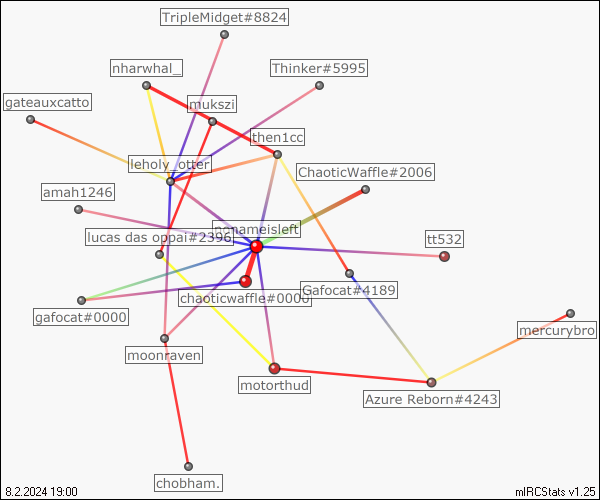 TripleMidget#8824
nharwhal_
Thinker#5995
gateauxcatto
mukszi
then1cc
leholy_otter
ChaoticWaffle#2006
amah1246
nonameisleft
lucas das oppai#2396
tt532
Gafocat#4189
chaoticwaffle#0000
gafocat#0000
mercurybro
moonraven
motorthud
Azure Reborn#4243
chobham.
8.2.2024 19:00
mIRCStats v1.25